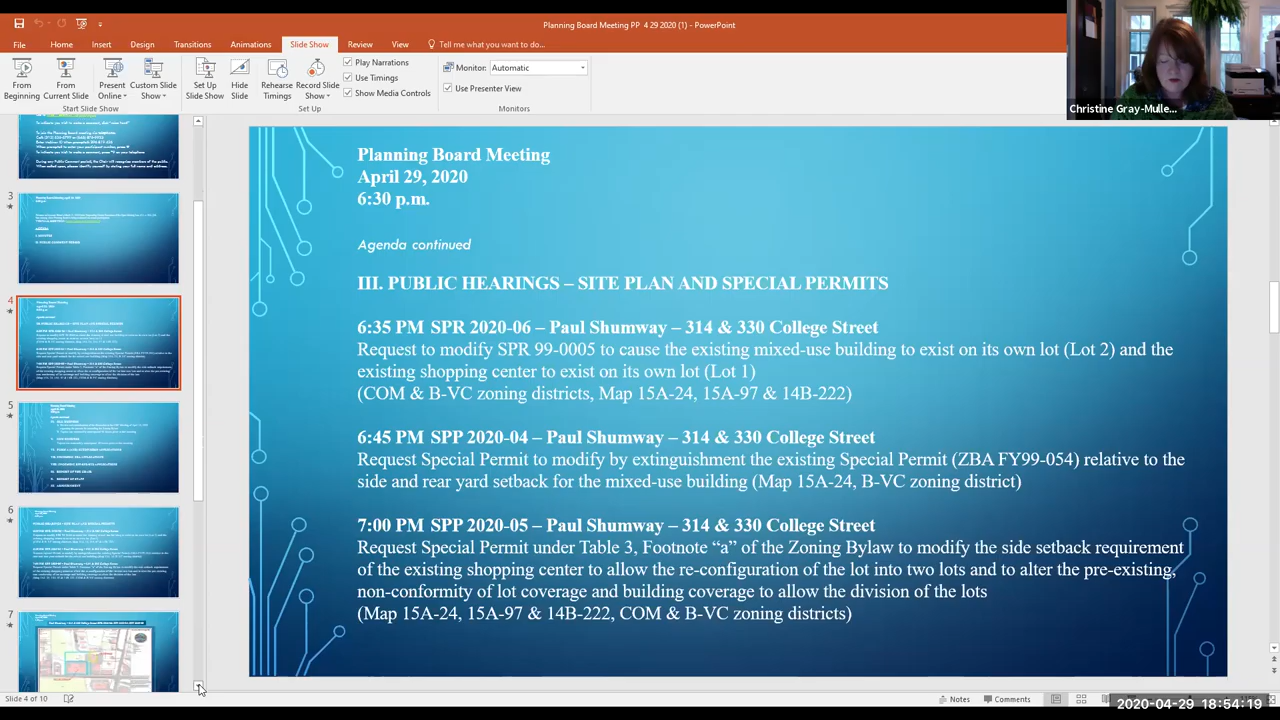 Planning Board Meeting PP 4 29 2020 (1) - PowerPoint
File Home Insert Design Transitions Animations Slide Show Review View Tell me what you want to do...
From Beginning
From Current Slide
Present Online
Custom Slide Show
Set Up Slide Show
Hide Slide
Rehearse Timings
Record Slide Show
Play Narrations
Use Timings
Show Media Controls
Monitor: Automatic
Use Presenter View
Start Slide Show
Set Up
Monitors
Christine Gray-Mulle...
3
4
5
6
7
Planning Board Meeting
April 29, 2020
6:30 p.m.
Agenda continued
III. PUBLIC HEARINGS – SITE PLAN AND SPECIAL PERMITS
6:35 PM SPR 2020-06 – Paul Shumway – 314 & 330 College Street
Request to modify SPR 99-0005 to cause the existing mixed-use building to exist on its own lot (Lot 2) and the
existing shopping center to exist on its own lot (Lot 1)
(COM & B-VC zoning districts, Map 15A-24, 15A-97 & 14B-222)
6:45 PM SPP 2020-04 – Paul Shumway – 314 & 330 College Street
Request Special Permit to modify by extinguishment the existing Special Permit (ZBA FY99-054) relative to the
side and rear yard setback for the mixed-use building (Map 15A-24, B-VC zoning district)
7:00 PM SPP 2020-05 – Paul Shumway – 314 & 330 College Street
Request Special Permit under Table 3, Footnote “a” of the Zoning Bylaw to modify the side setback requirement
of the existing shopping center to allow the re-configuration of the lot into two lots and to alter the pre-existing,
non-conformity of lot coverage and building coverage to allow the division of the lots
(Map 15A-24, 15A-97 & 14B-222, COM & B-VC zoning districts)
Slide 4 of 10
Notes
Comments
2020-04-29 18:54:19